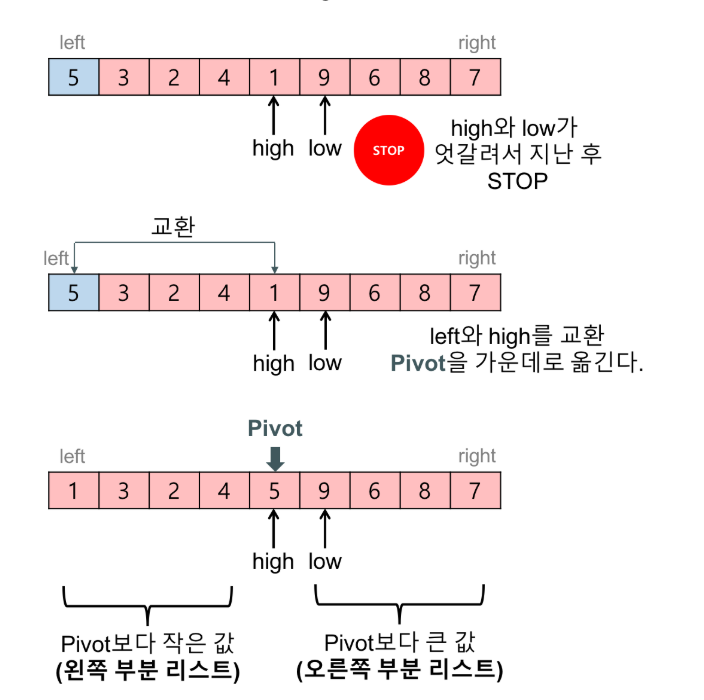 left right
5 3 2 4 1 9 6 8 7
high low
STOP
high와 low가
엇갈려서 지난 후
STOP
교환
left right
5 3 2 4 1 9 6 8 7
high low
left와 high를 교환
Pivot을 가운데로 옮긴다.
Pivot
left right
1 3 2 4 5 9 6 8 7
high low
Pivot보다 작은 값
(왼쪽 부분 리스트)
Pivot보다 큰 값
(오른쪽 부분 리스트)